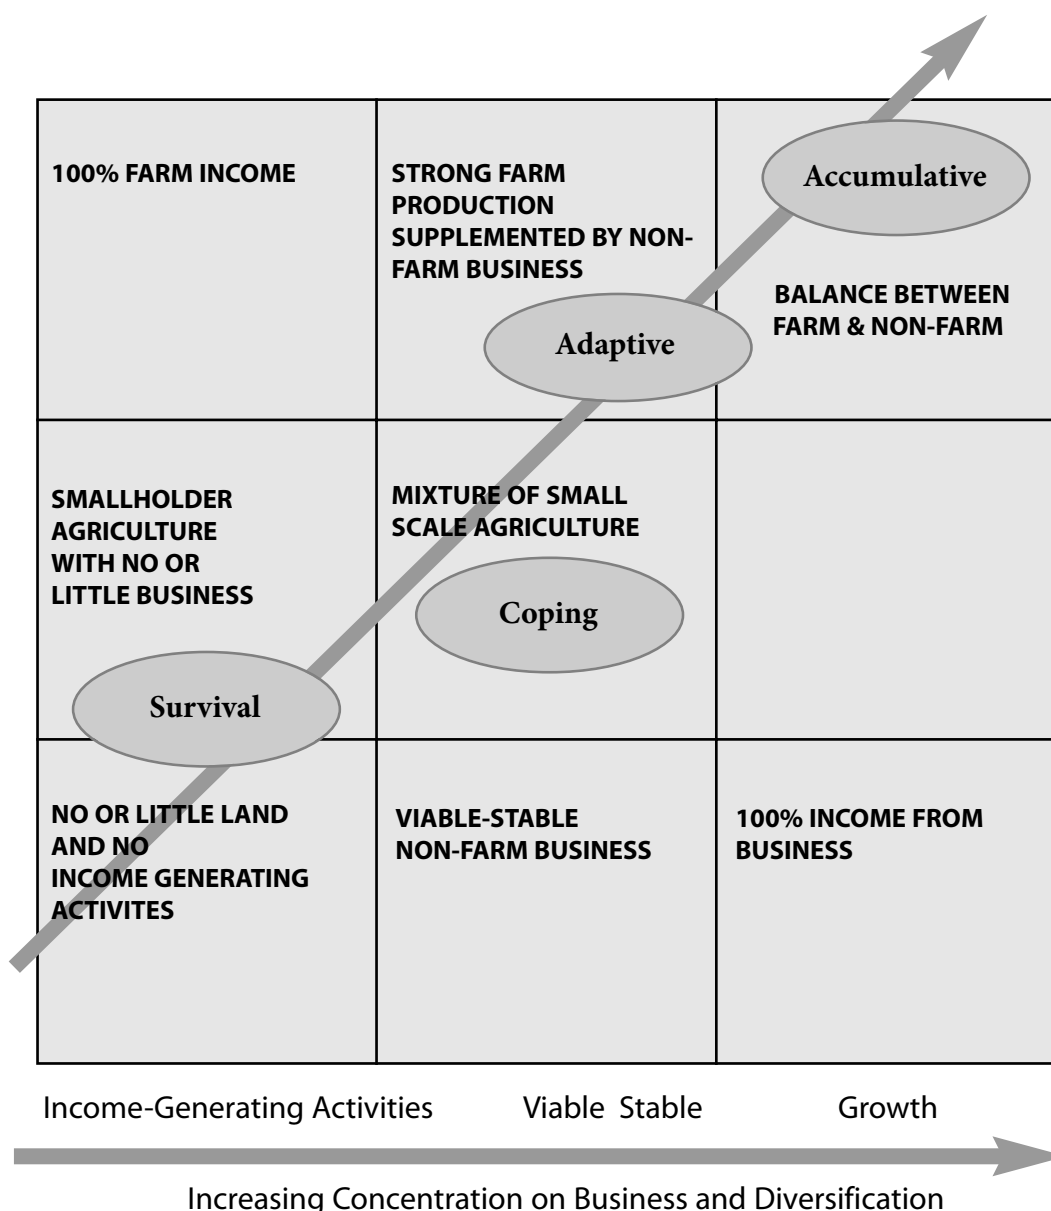 100% FARM INCOME
STRONG FARM
PRODUCTION
SUPPLEMENTED BY NON-
FARM BUSINESS
Accumulative
BALANCE BETWEEN
FARM & NON-FARM
Adaptive
SMALLHOLDER
AGRICULTURE
WITH NO OR
LITTLE BUSINESS
MIXTURE OF SMALL
SCALE AGRICULTURE
Coping
Survival
NO OR LITTLE LAND
AND NO
INCOME GENERATING
ACTIVITES
VIABLE-STABLE
NON-FARM BUSINESS
100% INCOME FROM
BUSINESS
Income-Generating Activities
Viable Stable
Growth
Increasing Concentration on Business and Diversification